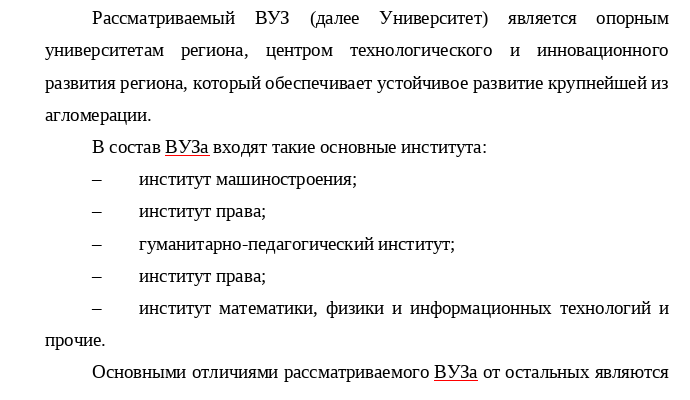 Рассматриваемый ВУЗ (далее Университет) является опорным
университетам региона, центром технологического и инновационного
развития региона, который обеспечивает устойчивое развитие крупнейшей из
агломерации.
В состав ВУЗа входят такие основные института:
– институт машиностроения;
– институт права;
– гуманитарно-педагогический институт;
– институт права;
– институт математики, физики и информационных технологий и
прочие.
Основными отличиями рассматриваемого ВУЗа от остальных являются